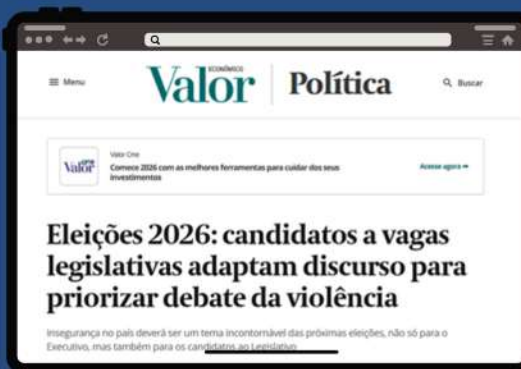 Menu
Valor
ECONÔMICO
Política
Buscar
Valor one
Valor One
Comece 2026 com as melhores ferramentas para cuidar dos seus
investimentos
Acesse agora
Eleições 2026: candidatos a vagas
legislativas adaptam discurso para
priorizar debate da violência
Insegurança no país deverá ser um tema incontornável das próximas eleições, não só para o
Executivo, mas também para os candidatos ao Legislativo